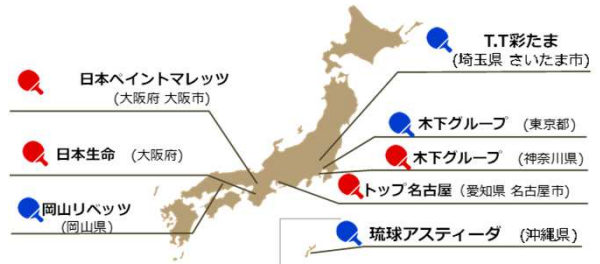 日本ペイントマレッツ
(大阪府 大阪市)
日本生命 (大阪府)
岡山リベッツ
(岡山県)
T.T彩たま
(埼玉県 さいたま市)
木下グループ (東京都)
木下グループ (神奈川県)
トップ名古屋 (愛知県 名古屋市)
琉球アスティーダ (沖縄県)